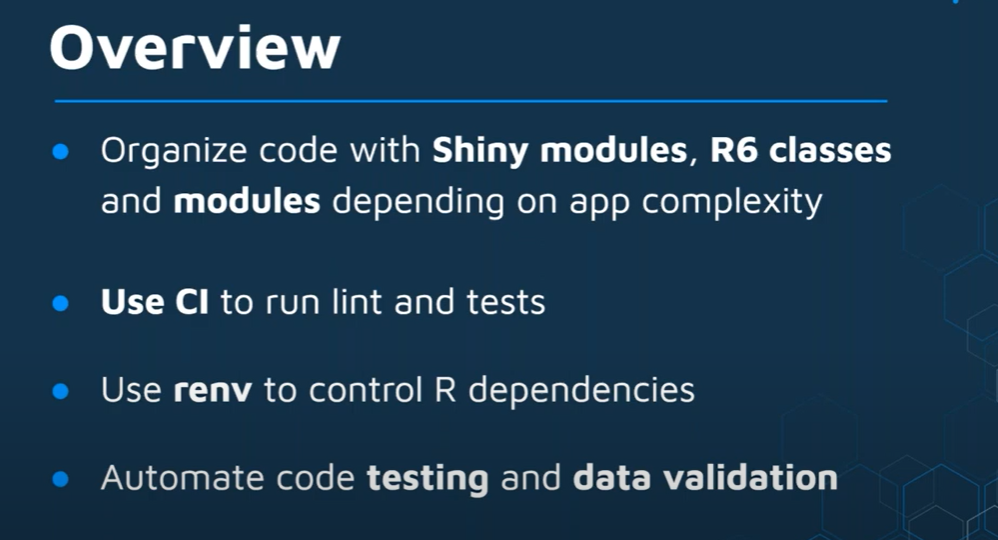 Overview
● Organize code with Shiny modules, R6 classes
and modules depending on app complexity
● Use CI to run lint and tests
● Use renv to control R dependencies
● Automate code testing and data validation